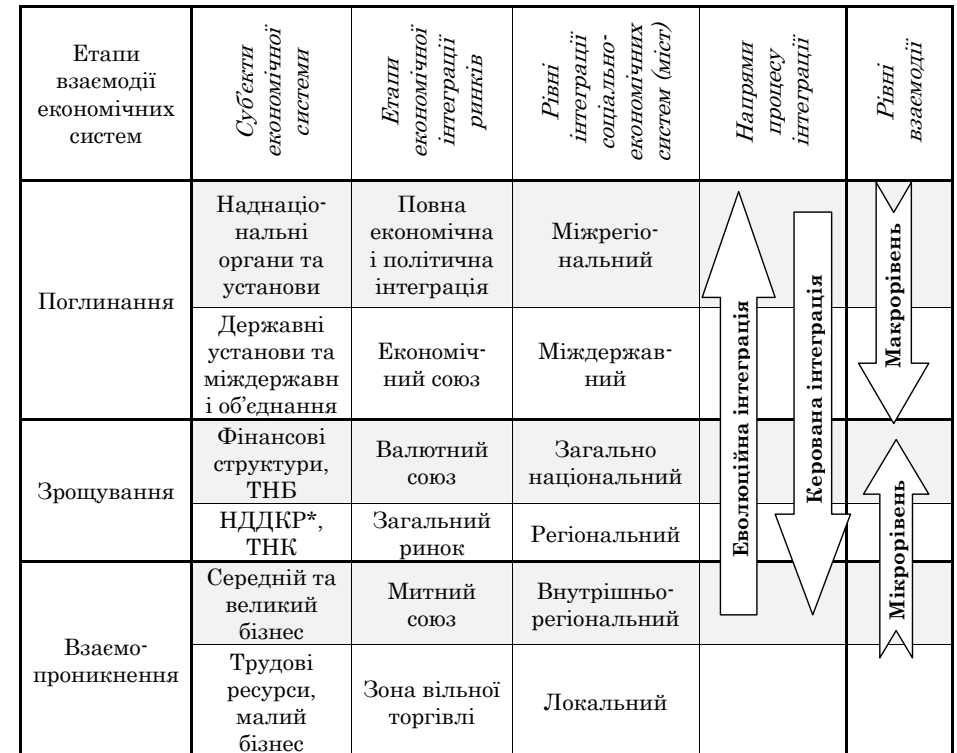 Етапи
взаємодії
економічних
систем
Суб’єкти
економічної
системи
Етапи
економічної
інтеграції
ринків
Рівні
інтеграції
соціально-
економічних
систем (міст)
Напрями
процесу
інтеграції
Рівні
взаємодії
Поглинання
Наднаціо-
нальні
органи та
установи
Повна
економічна
і політична
інтеграція
Міжрегіо-
нальний
Державні
установи та
міждержавн
і об’єднання
Економіч-
ний союз
Міждержав-
ний
Зрощування
Фінансові
структури,
ТНБ
Валютний
союз
Загально
національний
НДДКР*,
ТНК
Загальний
ринок
Регіональний
Взаємо-
проникнення
Середній та
великий
бізнес
Митний
союз
Внутрішньо-
регіональний
Трудові
ресурси,
малий
бізнес
Зона вільної
торгівлі
Локальний
Еволюційна інтеграція
Керована інтеграція
Макрорівень
Мікрорівень